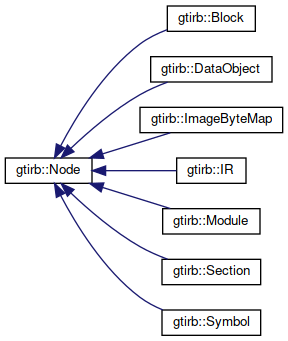 gtirb::Block
gtirb::DataObject
gtirb::ImageByteMap
gtirb::Node
gtirb::IR
gtirb::Module
gtirb::Section
gtirb::Symbol